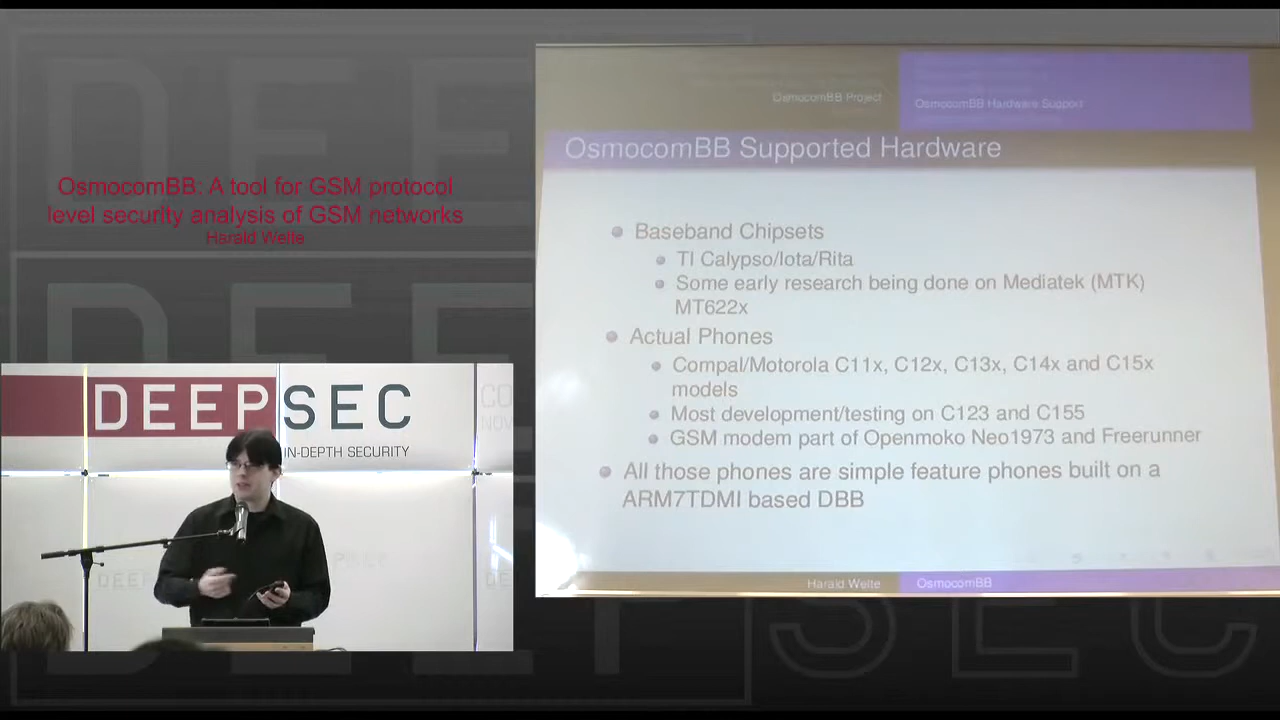 OsmocomBB: A tool for GSM protocol
level security analysis of GSM networks
Harald Welte
DEEPSEC
IN-DEPTH SECURITY
OsmocomBB Project
OsmocomBB Hardware Support
OsmocomBB Supported Hardware
Baseband Chipsets
TI Calypso/Iota/Rita
Some early research being done on Mediatek (MTK)
MT622x
Actual Phones
Compal/Motorola C11x, C12x, C13x, C14x and C15x
models
Most development/testing on C123 and C155
GSM modem part of Openmoko Neo1973 and Freerunner
All those phones are simple feature phones built on a
ARM7TDMI based DBB
Harald Welte
OsmocomBB